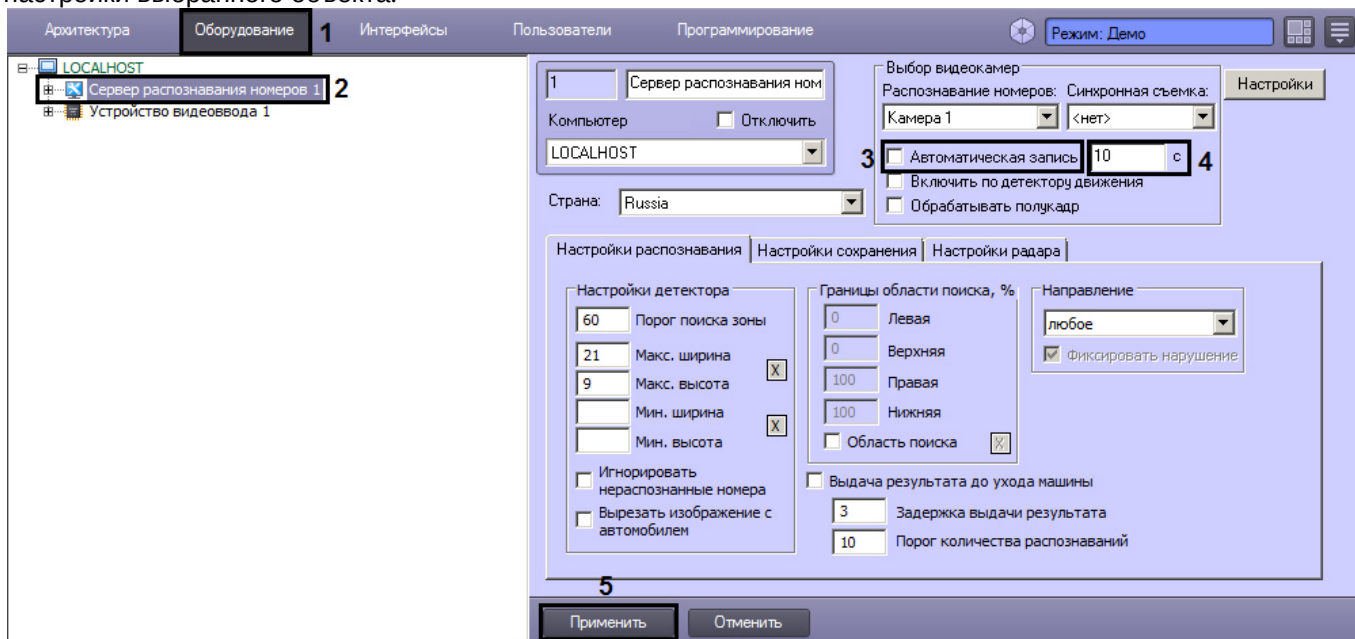 настройки выбранного объекта.
Архитектура Оборудование 1 Интерфейсы Пользователи Программирование Режим: Демо
LOCALHOST
Сервер распознавания номеров 1 2
Устройство видеоввода 1
1 Сервер распознавания ном
Компьютер Отключить
LOCALHOST
Страна: Russia
Выбор видеокамер
Распознавание номеров: Синхронная съемка:
Камера 1 <нет>
3 Автоматическая запись 10 с 4
Включить по детектору движения
Обрабатывать полукадр
Настройки
Настройки распознавания Настройки сохранения Настройки радара
Настройки детектора
60 Порог поиска зоны
21 Макс. ширина
X
9 Макс. высота
Мин. ширина
X
Мин. высота
Игнорировать
нераспознанные номера
Вырезать изображение с
автомобилем
Границы области поиска, %
0 Левая
0 Верхняя
100 Правая
100 Нижняя
Область поиска X
Направление
любое
Фиксировать нарушение
Выдача результата до ухода машины
3 Задержка выдачи результата
10 Порог количества распознаваний
5
Применить Отменить